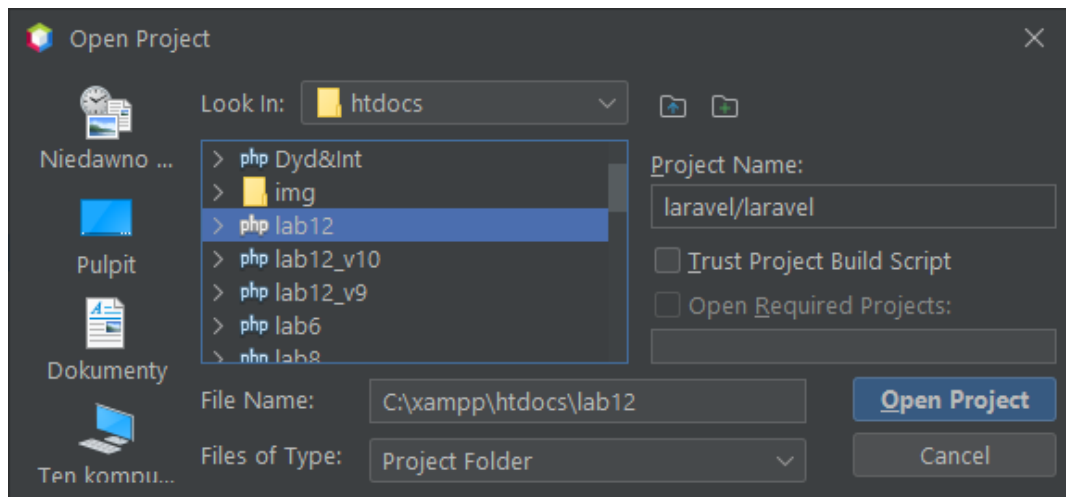 Open Project
Look In:
htdocs
Niedawno ...
Pulpit
Dokumenty
Ten kompu...
php Dyd&Int
img
php lab12
php lab12_v10
php lab12_v9
php lab6
php lab8
Project Name:
laravel/laravel
Trust Project Build Script
Open Required Projects:
File Name:
C:\xampp\htdocs\lab12
Open Project
Files of Type:
Project Folder
Cancel